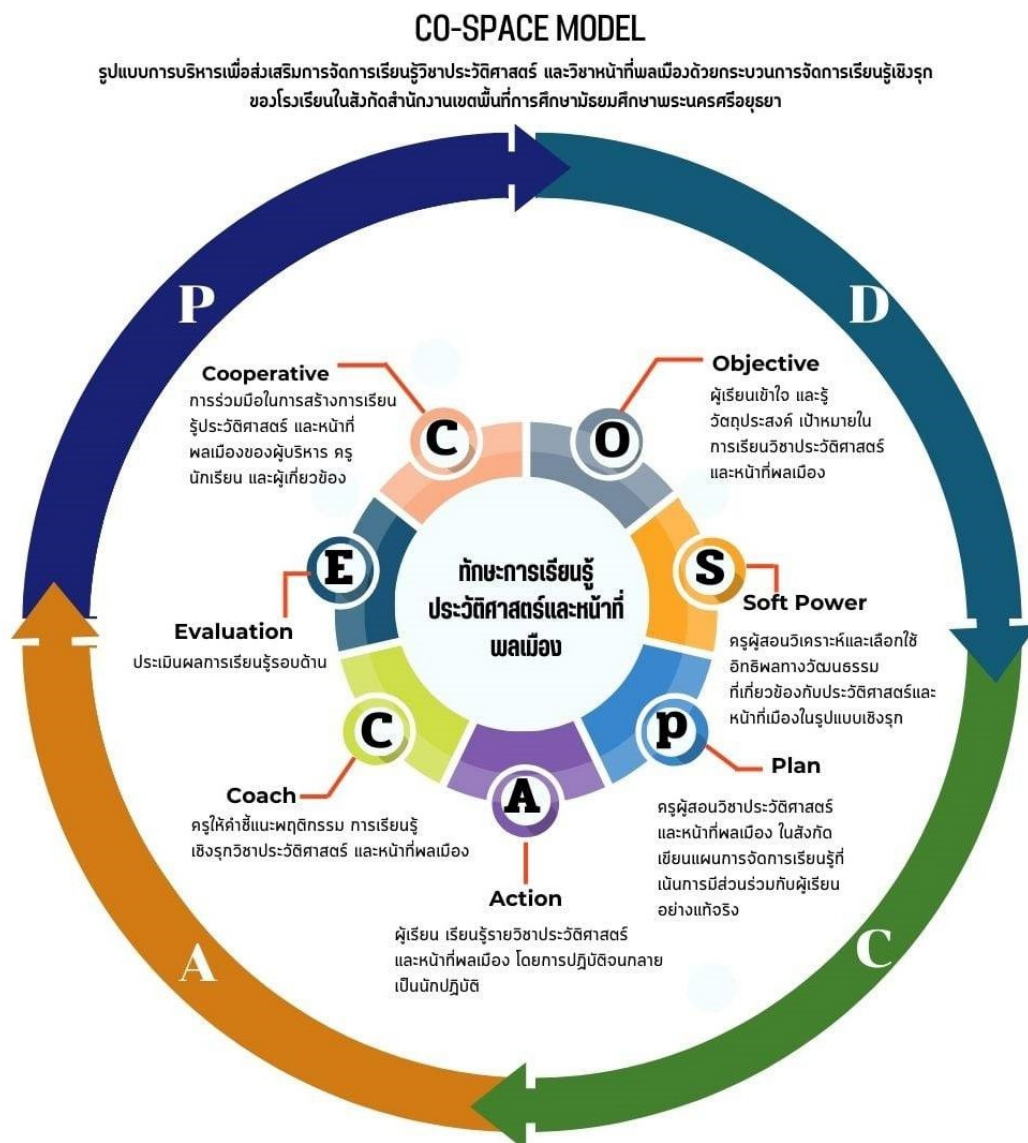 CO-SPACE MODEL
รูปแบบการบริหารเพื่อส่งเสริมการจัดการเรียนรู้วิชาประวัติศาสตร์ และวิชาหน้าที่พลเมืองด้วยกระบวนการจัดการเรียนรู้เชิงรุก
ของโรงเรียนในสังกัดสำนักงานเขตพื้นที่การศึกษามัธยมศึกษาพระนครศรีอยุธยา
P
D
Cooperative
การร่วมมือในการสร้างการเรียน
รู้ประวัติศาสตร์ และหน้าที่
พลเมืองของผู้บริหาร ครู
นักเรียน และผู้เกี่ยวข้อง
C
Objective
ผู้เรียนเข้าใจ และรู้
วัตถุประสงค์ เป้าหมายใน
การเรียนวิชาประวัติศาสตร์
และหน้าที่พลเมือง
O
E
Evaluation
ประเมินผลการเรียนรู้รอบด้าน
ทักษะการเรียนรู้
ประวัติศาสตร์และหน้าที่
พลเมือง
S
Soft Power
ครูผู้สอนวิเคราะห์และเลือกใช้
อิทธิพลทางวัฒนธรรม
ที่เกี่ยวข้องกับประวัติศาสตร์และ
หน้าที่เมืองในรูปแบบเชิงรุก
C
Coach
ครูให้คำชี้แนะพฤติกรรม การเรียนรู้
เชิงรุกวิชาประวัติศาสตร์ และหน้าที่พลเมือง
p
Plan
ครูผู้สอนวิชาประวัติศาสตร์
และหน้าที่พลเมือง ในสังกัด
เขียนแผนการจัดการเรียนรู้ที่
เน้นการมีส่วนร่วมกับผู้เรียน
อย่างแท้จริง
A
Action
ผู้เรียน เรียนรู้รายวิชาประวัติศาสตร์
และหน้าที่พลเมือง โดยการปฏิบัติจนกลาย
เป็นนักปฏิบัติ
A
C